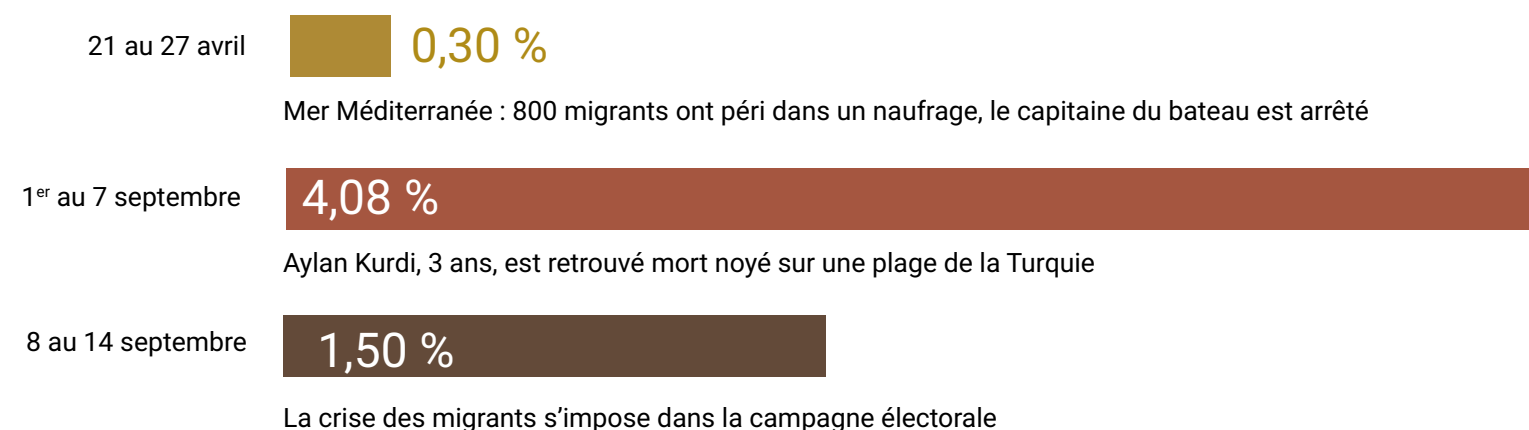 21 au 27 avril
0,30 %
Mer Méditerranée : 800 migrants ont péri dans un naufrage, le capitaine du bateau est arrêté
1er au 7 septembre
4,08 %
Aylan Kurdi, 3 ans, est retrouvé mort noyé sur une plage de la Turquie
8 au 14 septembre
1,50 %
La crise des migrants s’impose dans la campagne électorale